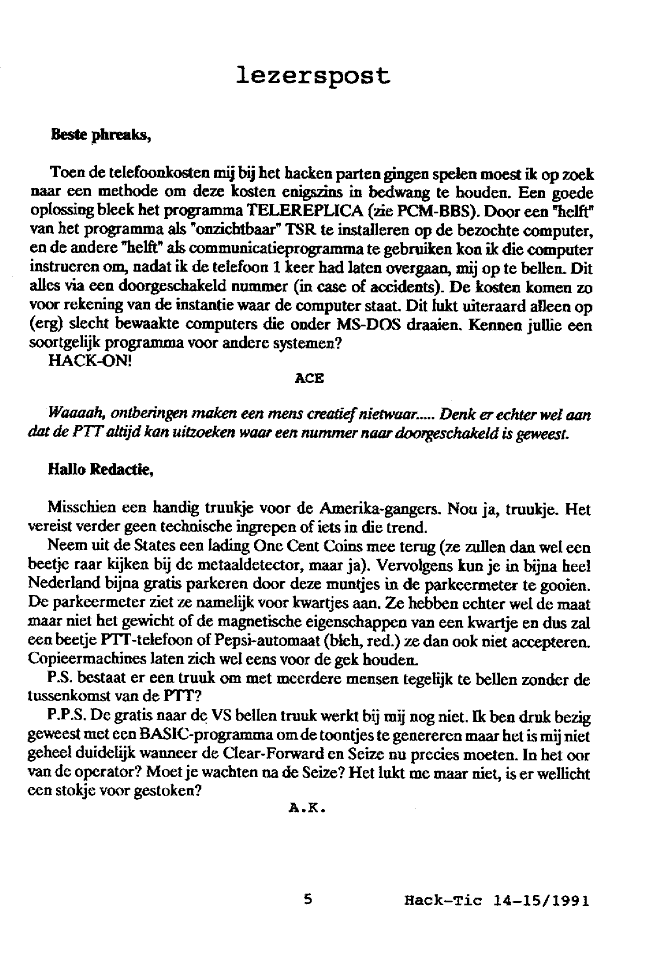 lezerspost
Beste phreaks,
Toen de telefoonkosten mij bij het hacken parten gingen spelen moest ik op zoek
naar een methode om deze kosten enigszins in bedwang te houden. Een goede
oplossing bleek het programma TELEREPLICA (zie PCM-BBS). Door een "helft"
van het programma als "onzichtbaar" TSR te installeren op de bezochte computer,
en de andere "helft" als communicatieprogramma te gebruiken kon ik die computer
instrueren om, nadat ik de telefoon 1 keer had laten overgaan, mij op te bellen. Dit
alles via een doorgeschakeld nummer (in case of accidents). De kosten komen zo
voor rekening van de instantie waar de computer staat. Dit lukt uiteraard alleen op
(erg) slecht bewaakte computers die onder MS-DOS draaien. Kennen jullie een
soortgelijk programma voor andere systemen?
HACK-ON!
ACE
Waaaah, ontberingen maken een mens creatief nietwaar..... Denk er echter wel aan
dat de PTT altijd kan uitzoeken waar een nummer naar doorgeschakeld is geweest.
Hallo Redactie,
Misschien een handig truukje voor de Amerika-gangers. Nou ja, truukje. Het
vereist verder geen technische ingrepen of iets in die trend.
Neem uit de States een lading One Cent Coins mee terug (ze zullen dan wel een
beetje raar kijken bij de metaaldetector, maar ja). Vervolgens kun je in bijna heel
Nederland bijna gratis parkeren door deze muntjes in de parkeermeter te gooien.
De parkeermeter ziet ze namelijk voor kwartjes aan. Ze hebben echter wel de maat
maar niet het gewicht of de magnetische eigenschappen van een kwartje en dus zal
een beetje PTT-telefoon of Pepsi-automaat (bleh, red.) ze dan ook niet accepteren.
Copieermachines laten zich wel eens voor de gek houden.
P.S. bestaat er een truuk om met meerdere mensen tegelijk te bellen zonder de
tussenkomst van de PTT?
P.P.S. De gratis naar de VS bellen truuk werkt bij mij nog niet. Ik ben druk bezig
geweest met een BASIC-programma om de toontjes te genereren maar het is mij niet
geheel duidelijk wanneer de Clear-Forward en Seize nu precies moeten. In het oor
van de operator? Moet je wachten na de Seize? Het lukt me maar niet, is er wellicht
een stokje voor gestoken?
A.K.
5 Hack-Tic 14-15/1991